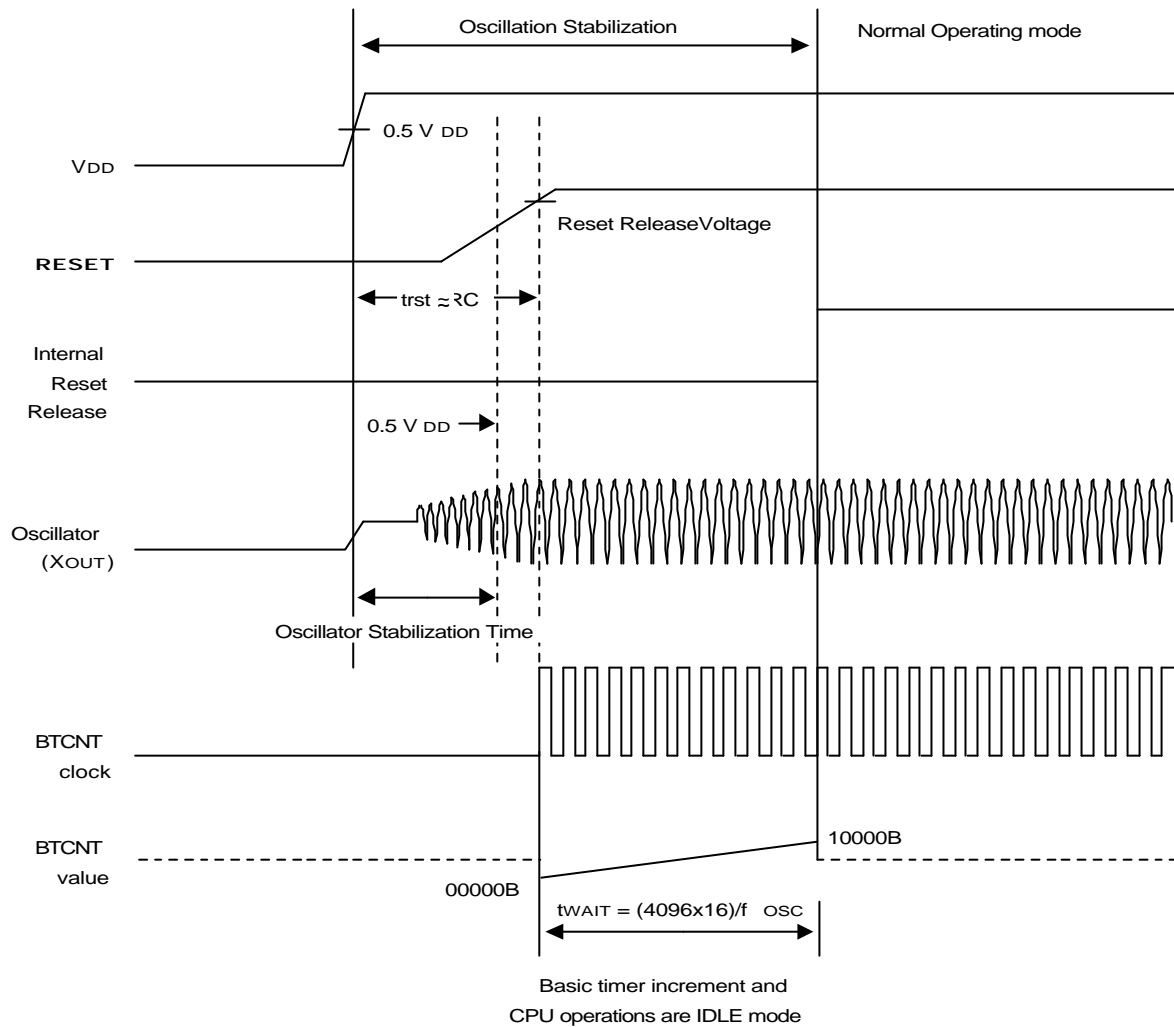 Oscillation Stabilization
Normal Operating mode
0.5 V DD
VDD
Reset ReleaseVoltage
RESET
trst ≈ RC
Internal
Reset
Release
0.5 V DD
Oscillator
(XOUT)
Oscillator Stabilization Time
BTCNT
clock
BTCNT
value
10000B
00000B
tWAIT = (4096x16)/f OSC
Basic timer increment and
CPU operations are IDLE mode